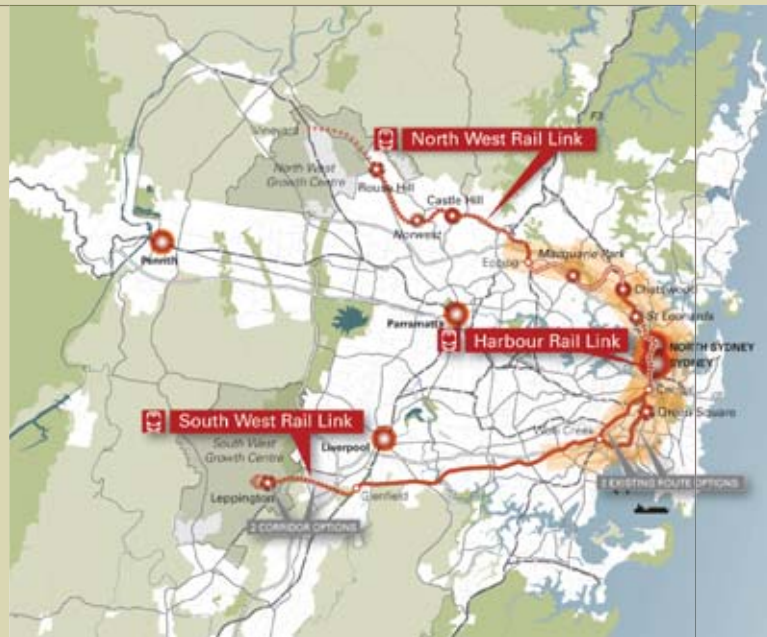 F3
Vineyard
North West Rail Link
North West
Growth Centre
Rouse Hill
Castle Hill
Norwest
Macquarie Park
Epping
Penrith
Chatswood
St Leonards
Parramatta
NORTH SYDNEY
Harbour Rail Link
SYDNEY
Central
Green Square
South West Rail Link
Wolli Creek
South West
Growth Centre
Liverpool
2 EXISTING ROUTE OPTIONS
Leppington
Glenfield
2 CORRIDOR OPTIONS